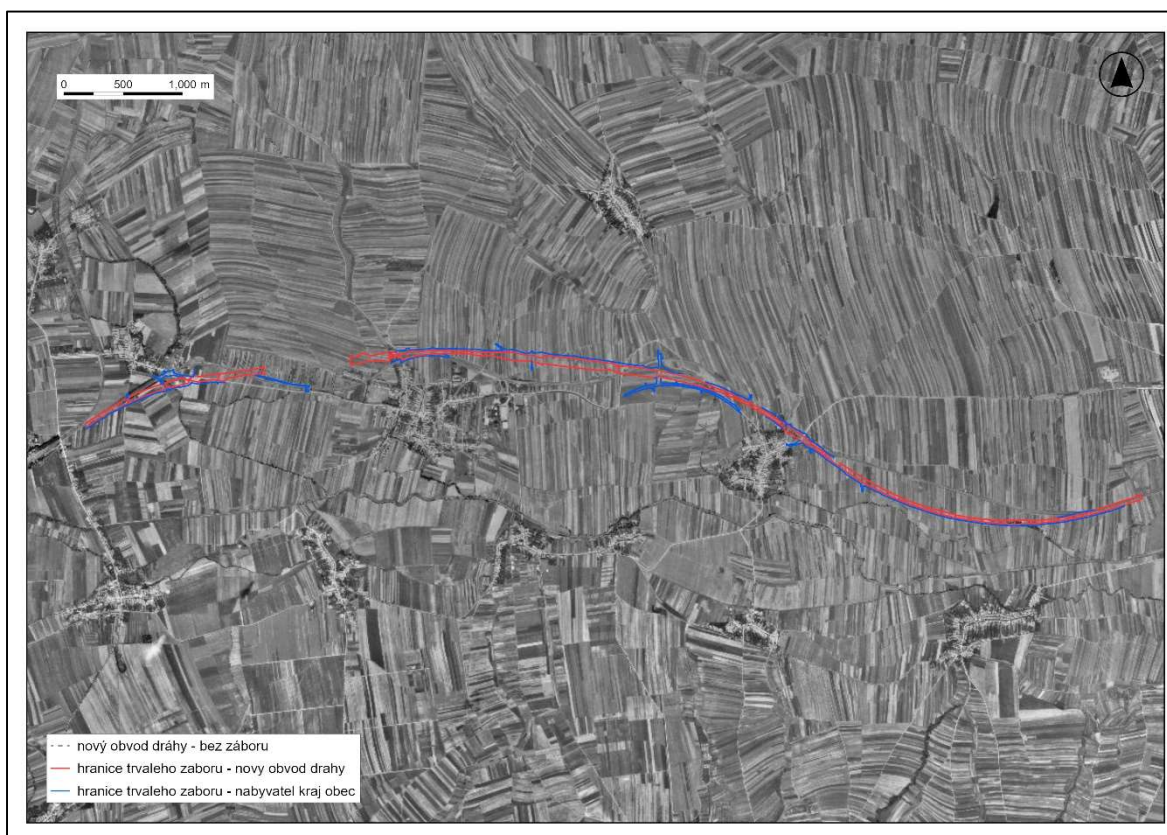 0 500 1,000 m
nový obvod dráhy - bez záboru
hranice trvaleho zaboru - novy obvod drahy
hranice trvaleho zaboru - nabyvatel kraj obec